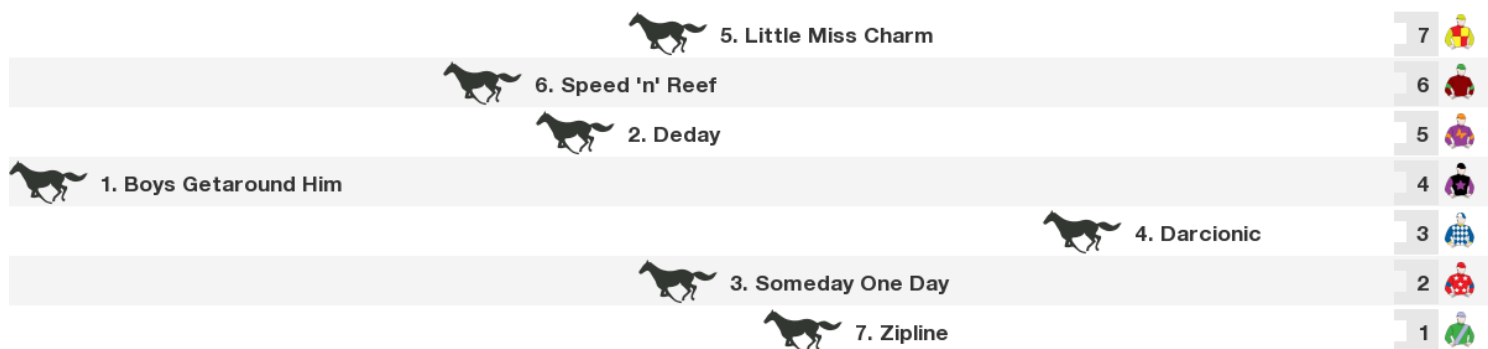 5. Little Miss Charm 7
6. Speed 'n' Reef 6
2. Deday 5
1. Boys Getaround Him 4
4. Darcionic 3
3. Someday One Day 2
7. Zipline 1